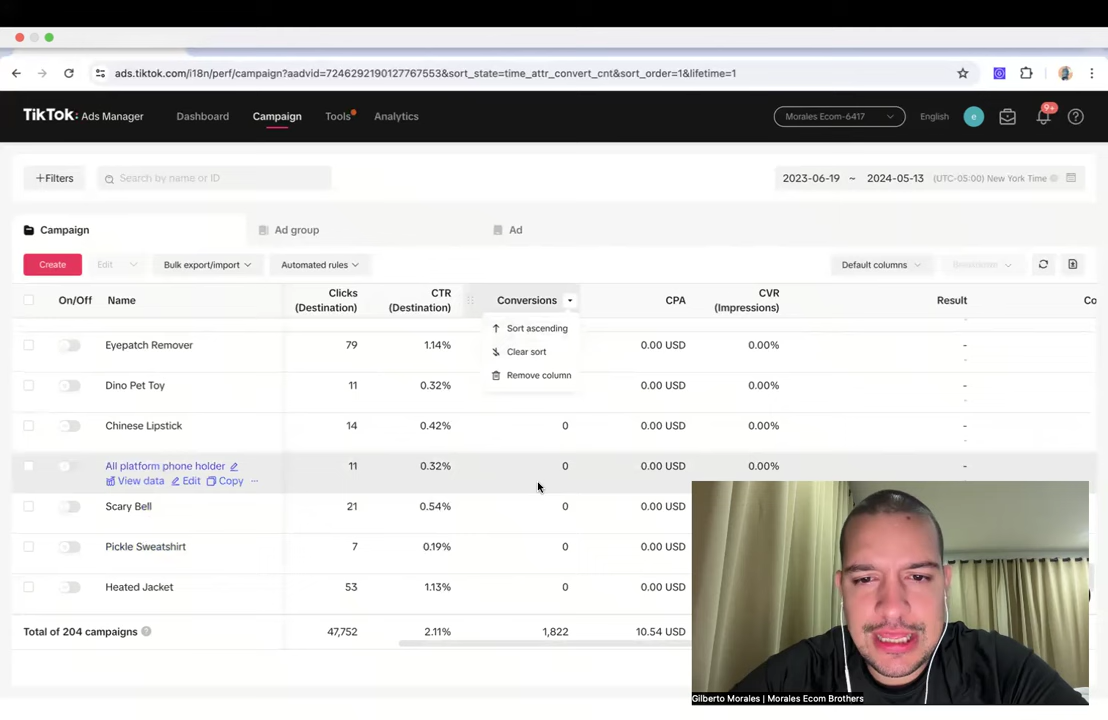 ads.tiktok.com/i18n/perf/campaign?aadvid=7246292190127767553&sort_state=time_attr_convert_cnt&sort_order=1&lifetime=1
TikTok: Ads Manager Dashboard Campaign Tools Analytics Morales Ecom-6417 English e 9+
+Filters Search by name or ID 2023-06-19 ~ 2024-05-13 (UTC-05:00) New York Time
Campaign Ad group Ad
Create Edit Bulk export/import Automated rules Default columns Breakdown
On/Off Name Clicks (Destination) CTR (Destination) Conversions CPA CVR (Impressions) Result Co
Sort ascending
Clear sort
Remove column
Eyepatch Remover 79 1.14% 0.00 USD 0.00% -
-
Dino Pet Toy 11 0.32% 0.00 USD 0.00% -
-
Chinese Lipstick 14 0.42% 0 0.00 USD 0.00% -
-
All platform phone holder 11 0.32% 0 0.00 USD 0.00% -
View data Edit Copy ...
Scary Bell 21 0.54% 0 0.00 USD
Pickle Sweatshirt 7 0.19% 0 0.00 USD
Heated Jacket 53 1.13% 0 0.00 USD
Total of 204 campaigns 47,752 2.11% 1,822 10.54 USD
Gilberto Morales | Morales Ecom Brothers